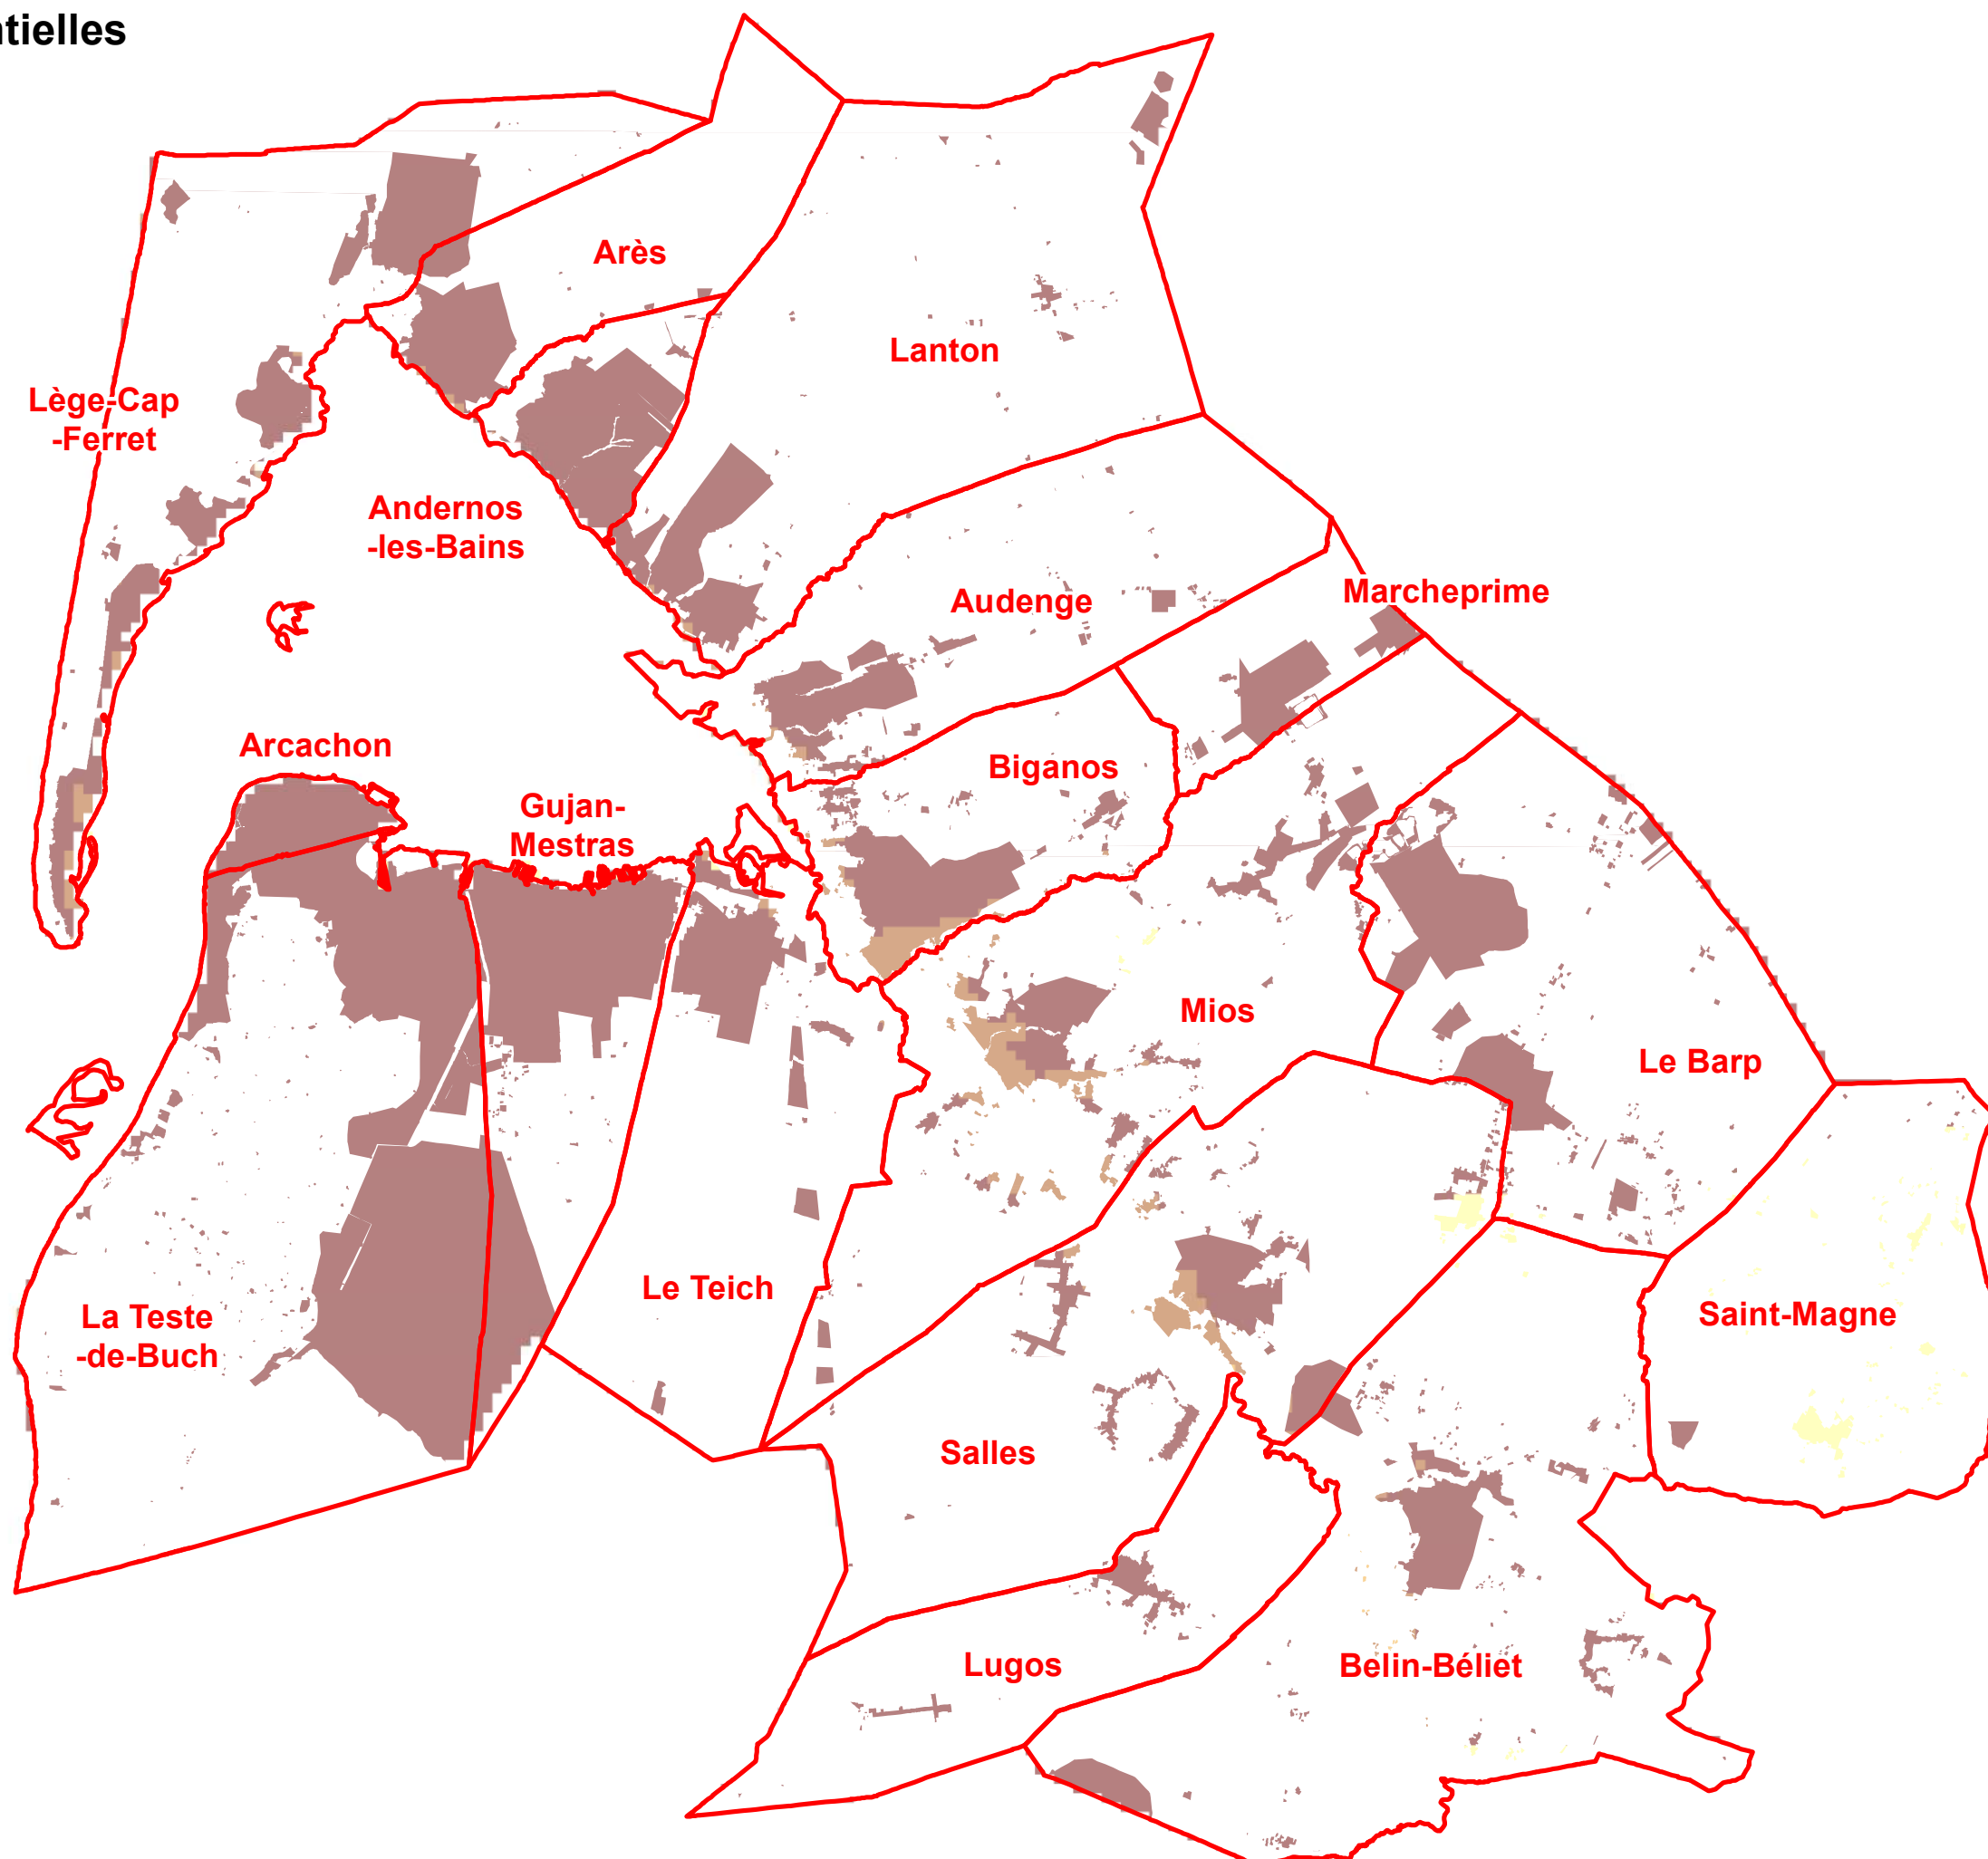 ntielles
Arès
Lanton
Lège-Cap
-Ferret
Andernos
-les-Bains
Marcheprime
Audenge
Arcachon
Biganos
Gujan-
Mestras
Mios
Le Barp
Le Teich
Saint-Magne
La Teste
-de-Buch
Salles
Lugos
Belin-Béliet